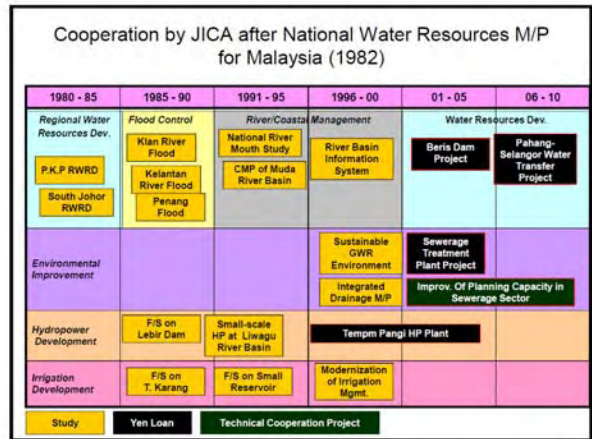 Cooperation by JICA after National Water Resources M/P
for Malaysia (1982)
1980 - 85
1985 - 90
1991 - 95
1996 - 00
01 - 05
06 - 10
Regional Water
Resources Dev.
Flood Control
River/Coastal Management
Water Resources Dev.
P.K.P RWRD
South Johor
RWRD
Klan River
Flood
Kelantan
River Flood
Penang
Flood
National River
Mouth Study
CMP of Muda
River Basin
River Basin
Information
System
Beris Dam
Project
Pahang-
Selangor Water
Transfer
Project
Environmental
Improvement
Sustainable
GWR
Environment
Sewerage
Treatment
Plant Project
Integrated
Drainage M/P
Improv. Of Planning Capacity in
Sewerage Sector
Hydropower
Development
F/S on
Lebir Dam
Small-scale
HP at Liwagu
River Basin
Tempm Pangi HP Plant
Irrigation
Development
F/S on
T. Karang
F/S on Small
Reservoir
Modernization
of Irrigation
Mgmt.
Study
Yen Loan
Technical Cooperation Project